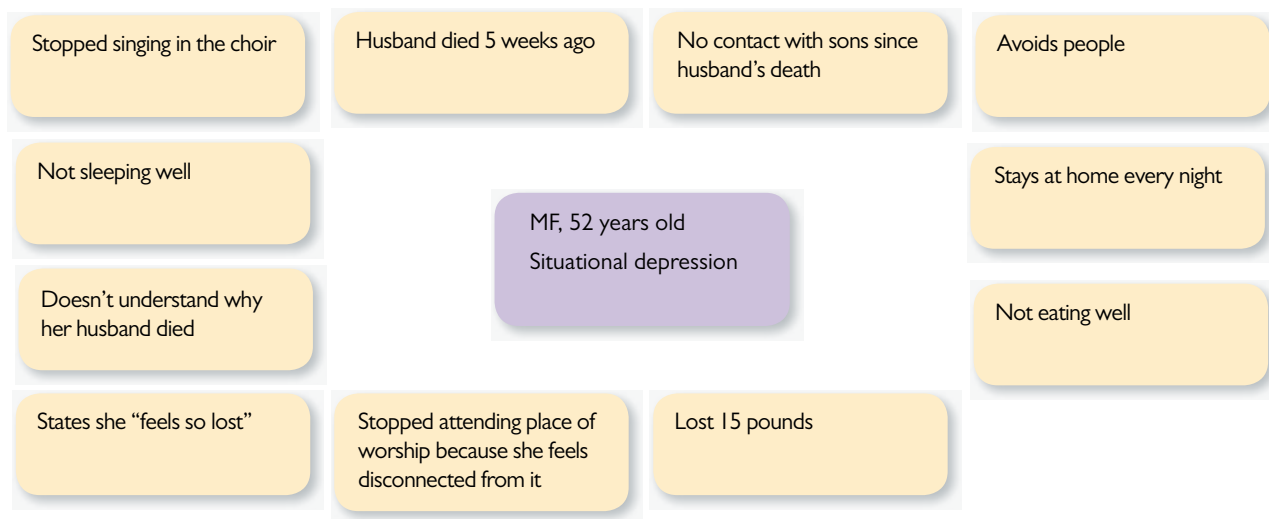 Stopped singing in the choir
Husband died 5 weeks ago
No contact with sons since
husband’s death
Avoids people
Not sleeping well
MF, 52 years old
Situational depression
Stays at home every night
Doesn’t understand why
her husband died
Not eating well
States she “feels so lost”
Stopped attending place of
worship because she feels
disconnected from it
Lost 15 pounds